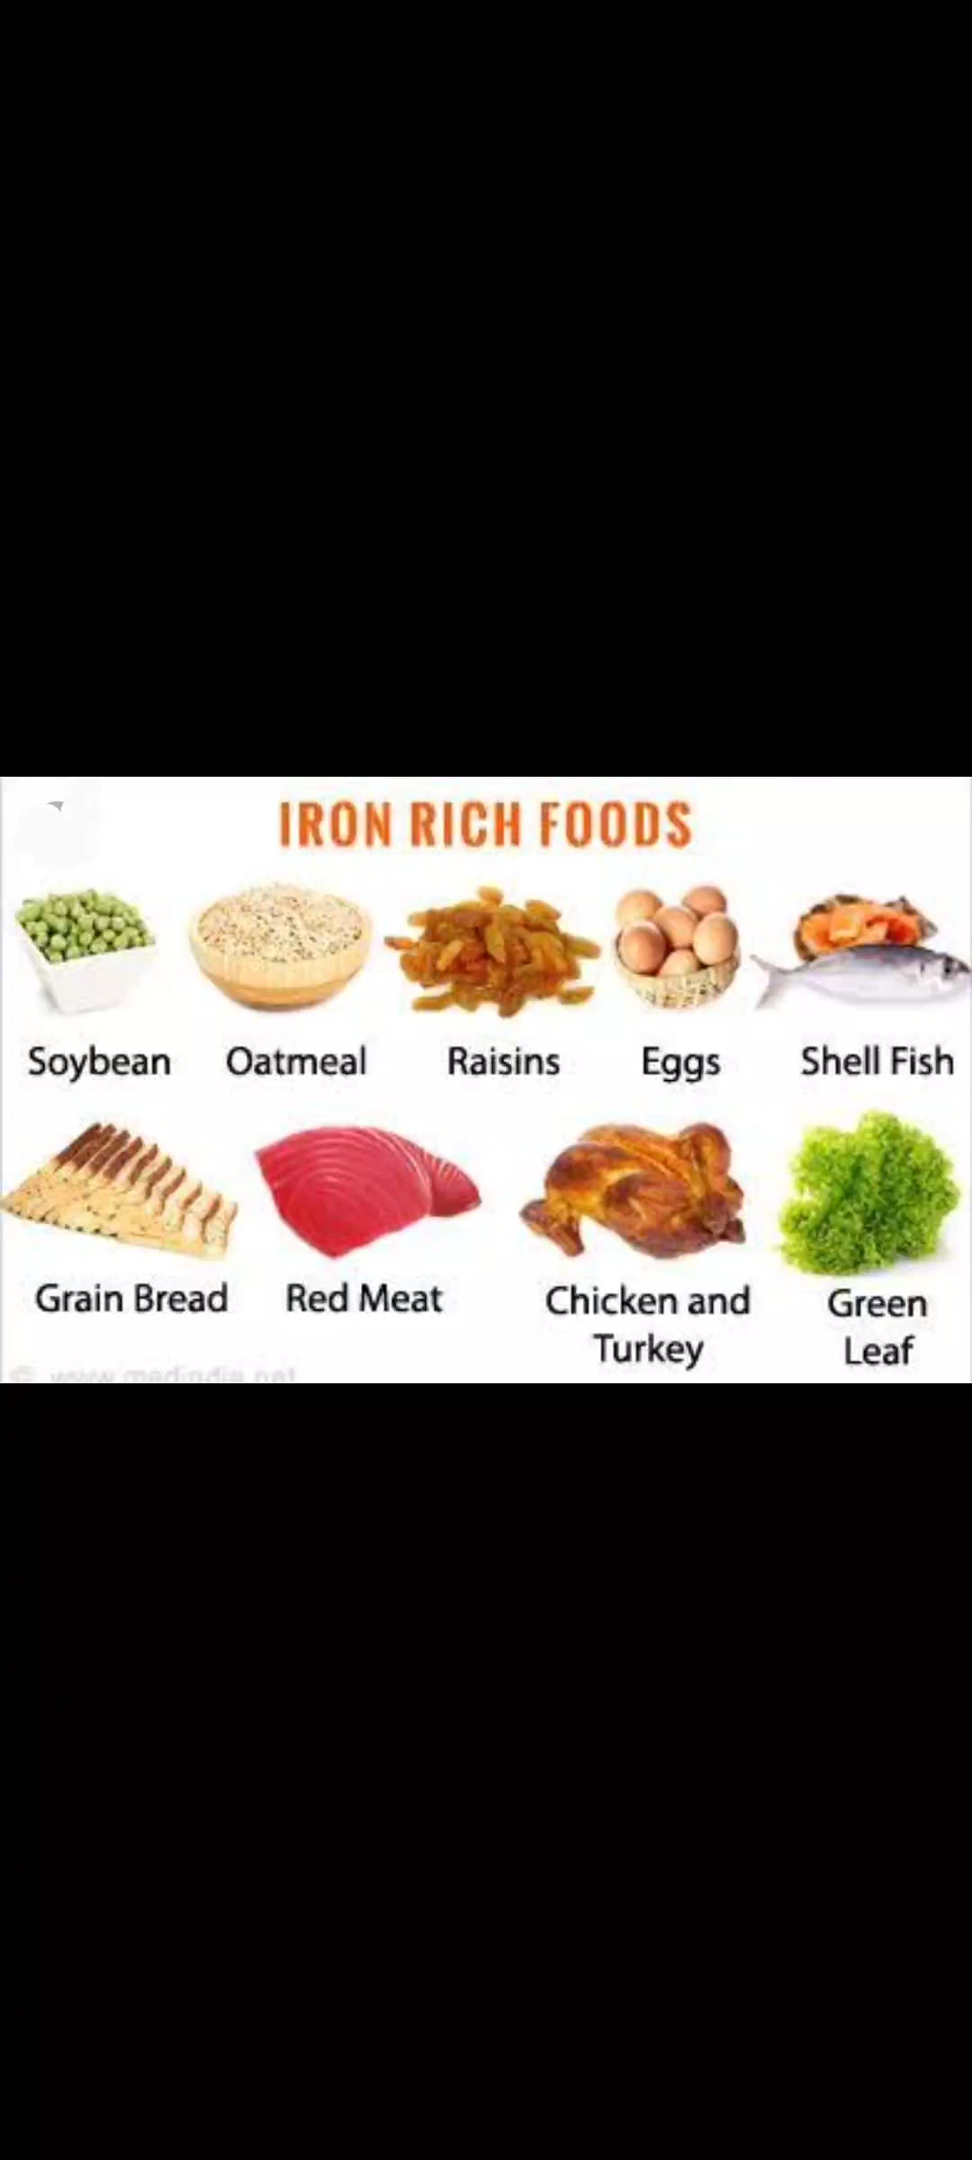 IRON RICH FOODS
Soybean
Oatmeal
Raisins
Eggs
Shell Fish
Grain Bread
Red Meat
Chicken and
Turkey
Green
Leaf